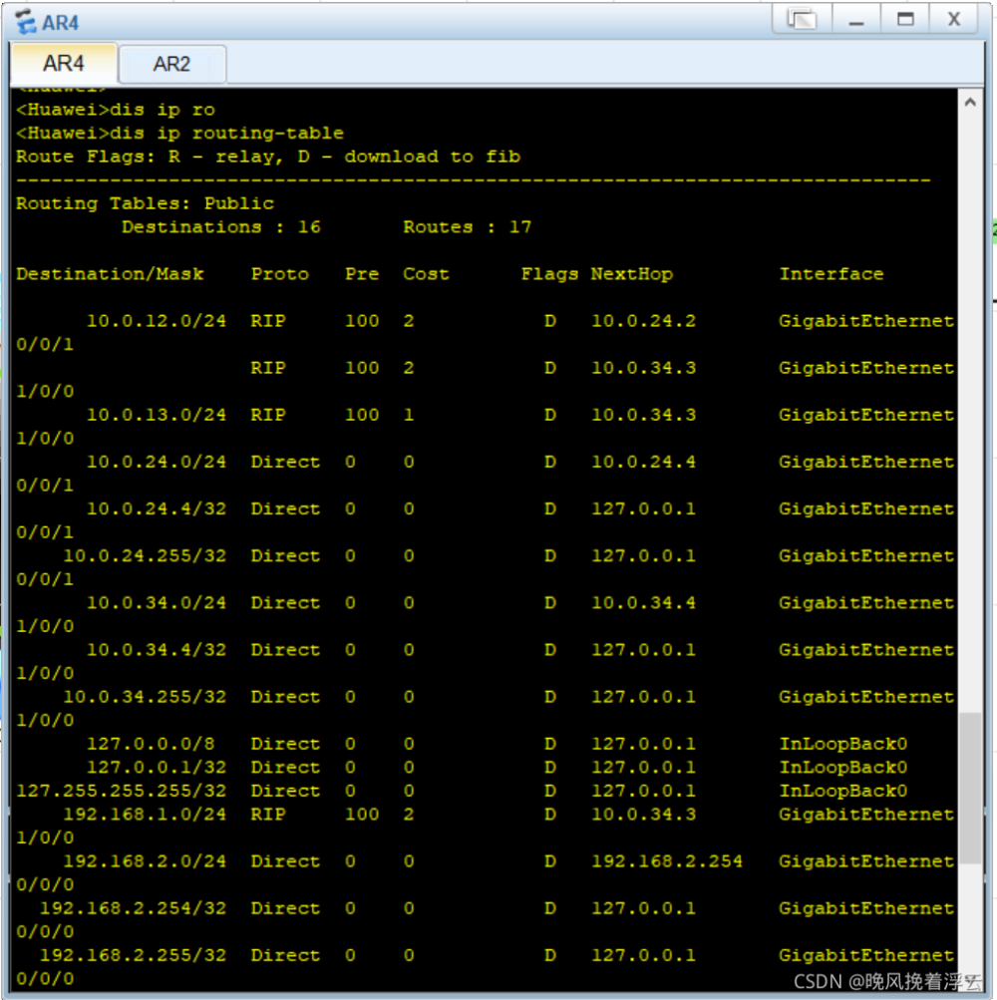 AR4
AR4 AR2
<Huawei>
<Huawei>dis ip ro
<Huawei>dis ip routing-table
Route Flags: R - relay, D - download to fib
------------------------------------------------------------------------------
Routing Tables: Public
Destinations : 16 Routes : 17
Destination/Mask Proto Pre Cost Flags NextHop Interface
10.0.12.0/24 RIP 100 2 D 10.0.24.2 GigabitEthernet
0/0/1
RIP 100 2 D 10.0.34.3 GigabitEthernet
1/0/0
10.0.13.0/24 RIP 100 1 D 10.0.34.3 GigabitEthernet
1/0/0
10.0.24.0/24 Direct 0 0 D 10.0.24.4 GigabitEthernet
0/0/1
10.0.24.4/32 Direct 0 0 D 127.0.0.1 GigabitEthernet
0/0/1
10.0.24.255/32 Direct 0 0 D 127.0.0.1 GigabitEthernet
0/0/1
10.0.34.0/24 Direct 0 0 D 10.0.34.4 GigabitEthernet
1/0/0
10.0.34.4/32 Direct 0 0 D 127.0.0.1 GigabitEthernet
1/0/0
10.0.34.255/32 Direct 0 0 D 127.0.0.1 GigabitEthernet
1/0/0
127.0.0.0/8 Direct 0 0 D 127.0.0.1 InLoopBack0
127.0.0.1/32 Direct 0 0 D 127.0.0.1 InLoopBack0
127.255.255.255/32 Direct 0 0 D 127.0.0.1 InLoopBack0
192.168.1.0/24 RIP 100 2 D 10.0.34.3 GigabitEthernet
1/0/0
192.168.2.0/24 Direct 0 0 D 192.168.2.254 GigabitEthernet
0/0/0
192.168.2.254/32 Direct 0 0 D 127.0.0.1 GigabitEthernet
0/0/0
192.168.2.255/32 Direct 0 0 D 127.0.0.1 GigabitEthernet
0/0/0
CSDN @晚风挽着浮云